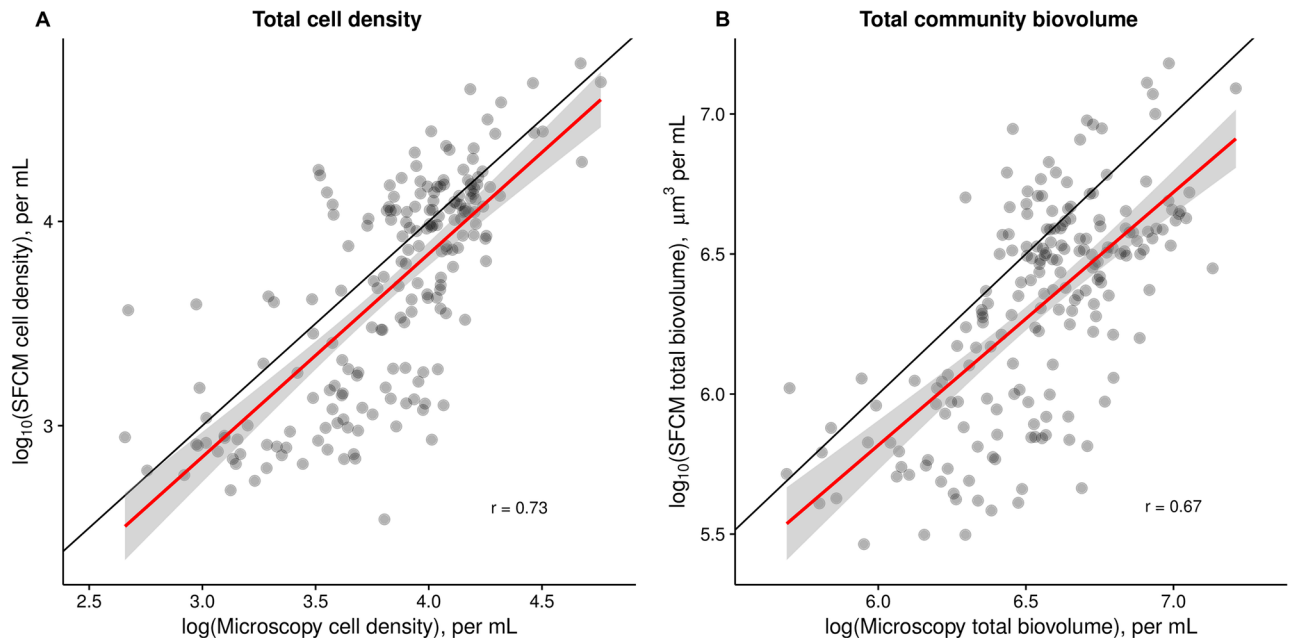 A
Total cell density
log10(SFCM cell density), per mL
4
3
r = 0.73
2.5 3.0 3.5 4.0 4.5
log(Microscopy cell density), per mL
B
Total community biovolume
log10(SFCM total biovolume), μm³ per mL
7.0
6.5
6.0
5.5
r = 0.67
6.0 6.5 7.0
log(Microscopy total biovolume), per mL